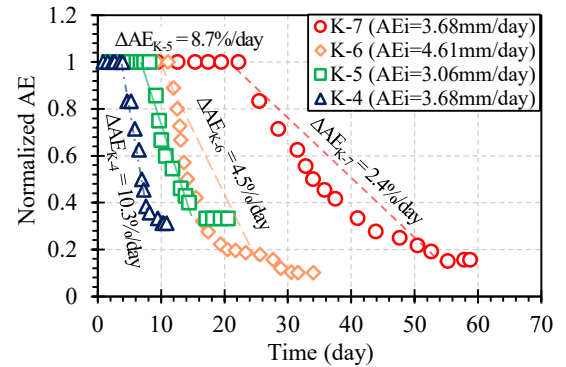 ΔAEK-5 = 8.7%/day
K-7 (AEi=3.68mm/day)
K-6 (AEi=4.61mm/day)
K-5 (AEi=3.06mm/day)
K-4 (AEi=3.68mm/day)
ΔAEK-4 = 10.3%/day
ΔAEK-6 = 4.5%/day
ΔAEK-7 = 2.4%/day
Normalized AE
1.2
1
0.8
0.6
0.4
0.2
0
0 10 20 30 40 50 60 70
Time (day)